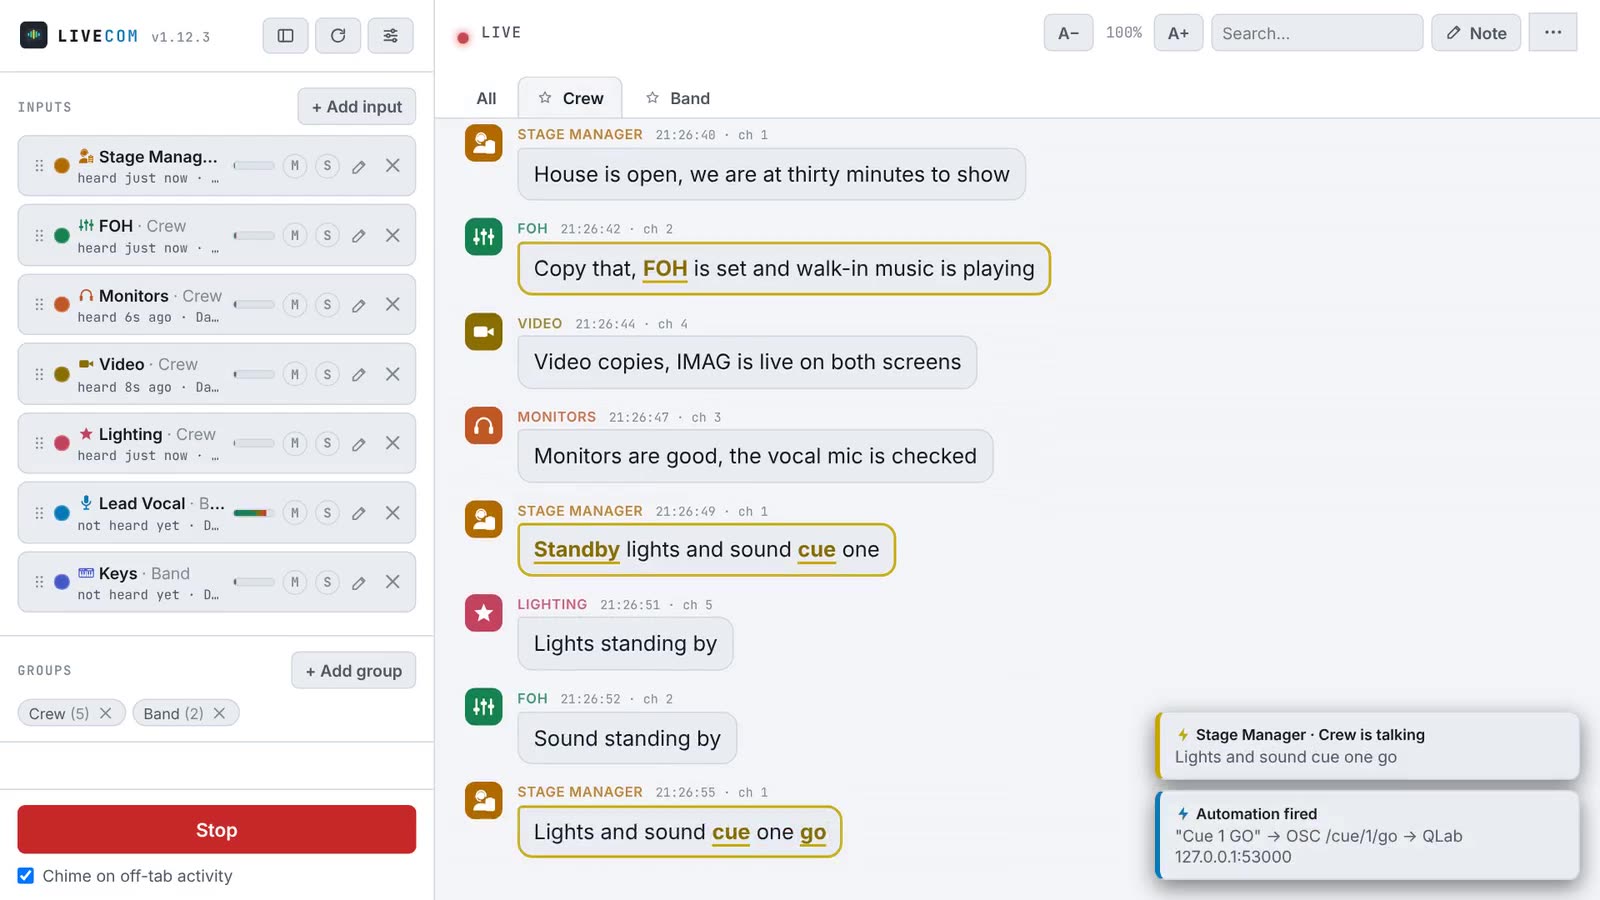 LIVECOM v1.12.3
INPUTS
+ Add input
Stage Manag...
heard just now · …
M S
FOH · Crew
heard just now · …
M S
Monitors · Crew
heard 6s ago · Da…
M S
Video · Crew
heard 8s ago · Da…
M S
Lighting · Crew
heard just now · …
M S
Lead Vocal · B...
not heard yet · D…
M S
Keys · Band
not heard yet · D…
M S
GROUPS
+ Add group
Crew (5) Band (2)
Stop
Chime on off-tab activity
LIVE
A− 100% A+ Search... Note ...
All Crew Band
STAGE MANAGER 21:26:40 · ch 1
House is open, we are at thirty minutes to show
FOH 21:26:42 · ch 2
Copy that, FOH is set and walk-in music is playing
VIDEO 21:26:44 · ch 4
Video copies, IMAG is live on both screens
MONITORS 21:26:47 · ch 3
Monitors are good, the vocal mic is checked
STAGE MANAGER 21:26:49 · ch 1
Standby lights and sound cue one
LIGHTING 21:26:51 · ch 5
Lights standing by
FOH 21:26:52 · ch 2
Sound standing by
STAGE MANAGER 21:26:55 · ch 1
Lights and sound cue one go
Stage Manager · Crew is talking
Lights and sound cue one go
Automation fired
"Cue 1 GO" → OSC /cue/1/go → QLab
127.0.0.1:53000